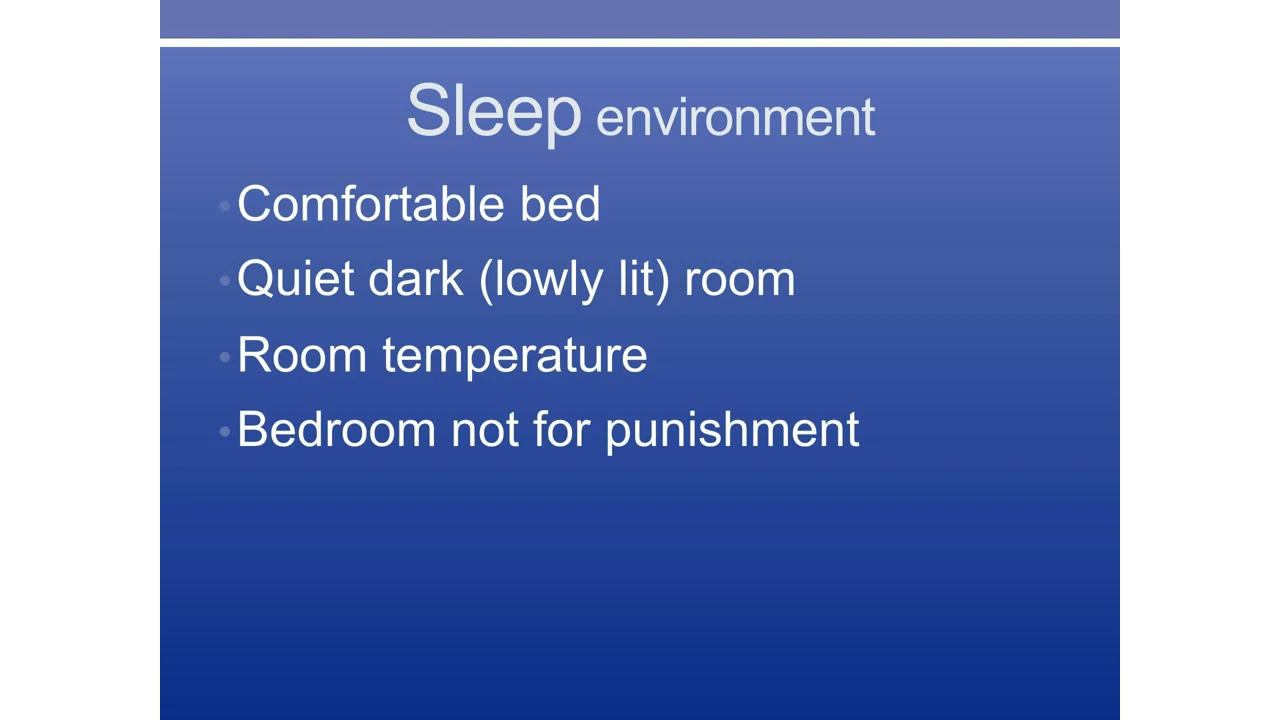 Sleep environment
• Comfortable bed
• Quiet dark (lowly lit) room
• Room temperature
• Bedroom not for punishment